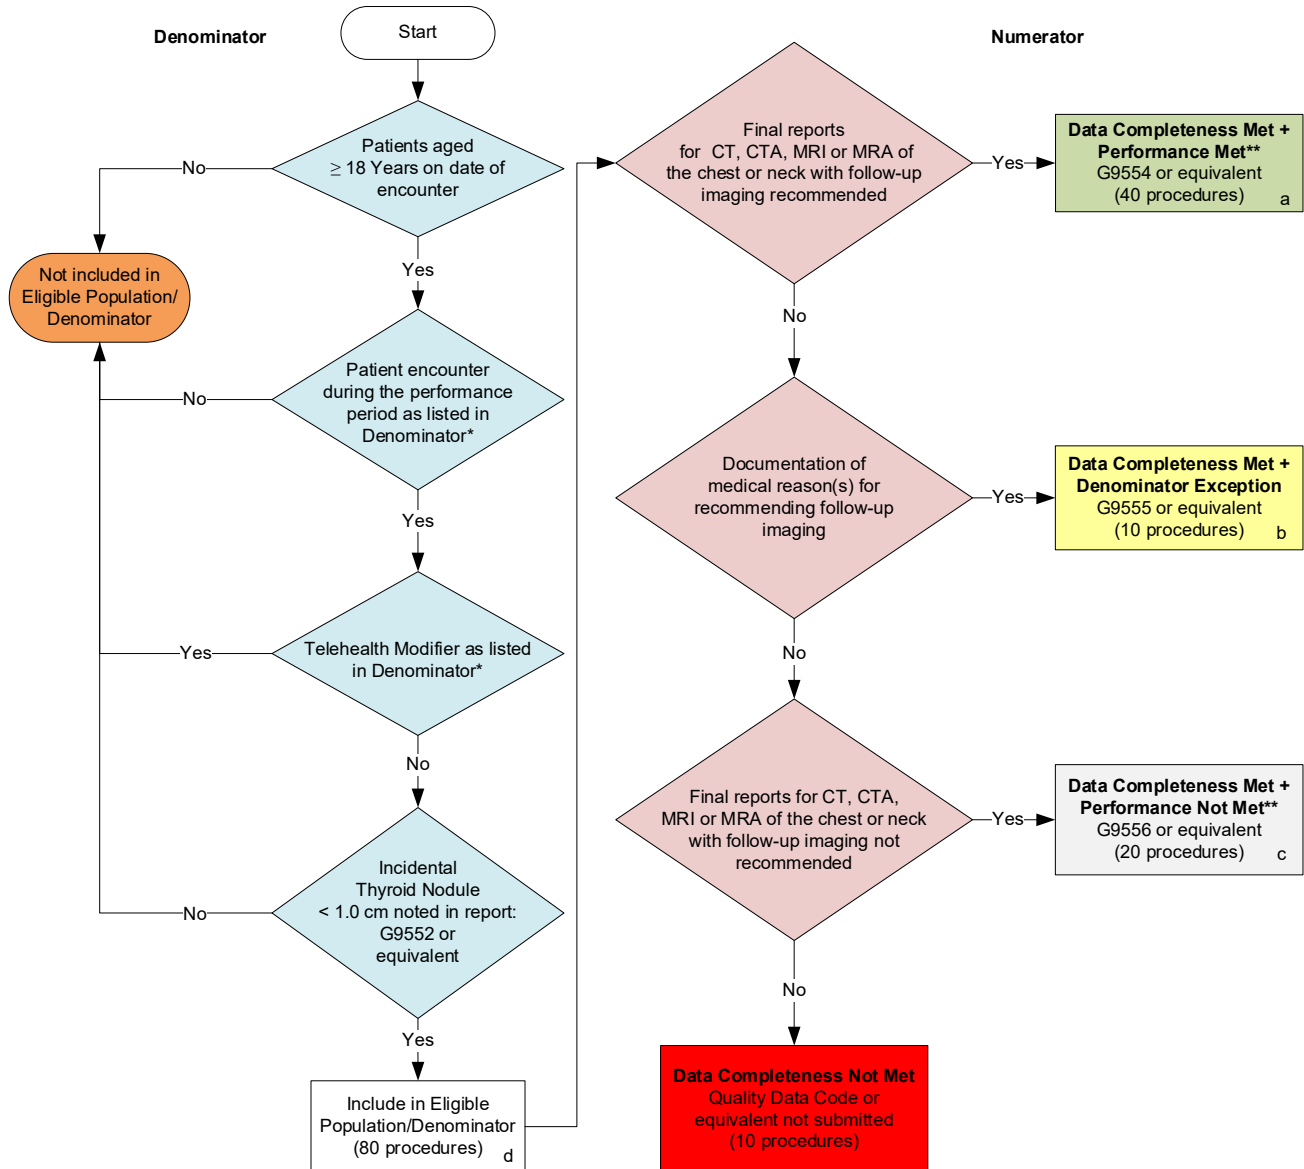 Denominator
Start
Patients aged
≥ 18 Years on date of
encounter
No
Not included in
Eligible Population/
Denominator
Yes
Patient encounter
during the performance
period as listed in
Denominator*
No
Yes
Telehealth Modifier as listed
in Denominator*
Yes
No
Incidental
Thyroid Nodule
< 1.0 cm noted in report:
G9552 or
equivalent
No
Yes
Include in Eligible
Population/Denominator
(80 procedures)
d
Numerator
Final reports
for CT, CTA, MRI or MRA of
the chest or neck with follow-up
imaging recommended
Yes
Data Completeness Met +
Performance Met**
G9554 or equivalent
(40 procedures)
a
No
Documentation of
medical reason(s) for
recommending follow-up
imaging
Yes
Data Completeness Met +
Denominator Exception
G9555 or equivalent
(10 procedures)
b
No
Final reports for CT, CTA,
MRI or MRA of the chest or neck
with follow-up imaging not
recommended
Yes
Data Completeness Met +
Performance Not Met**
G9556 or equivalent
(20 procedures)
c
No
Data Completeness Not Met
Quality Data Code or
equivalent not submitted
(10 procedures)